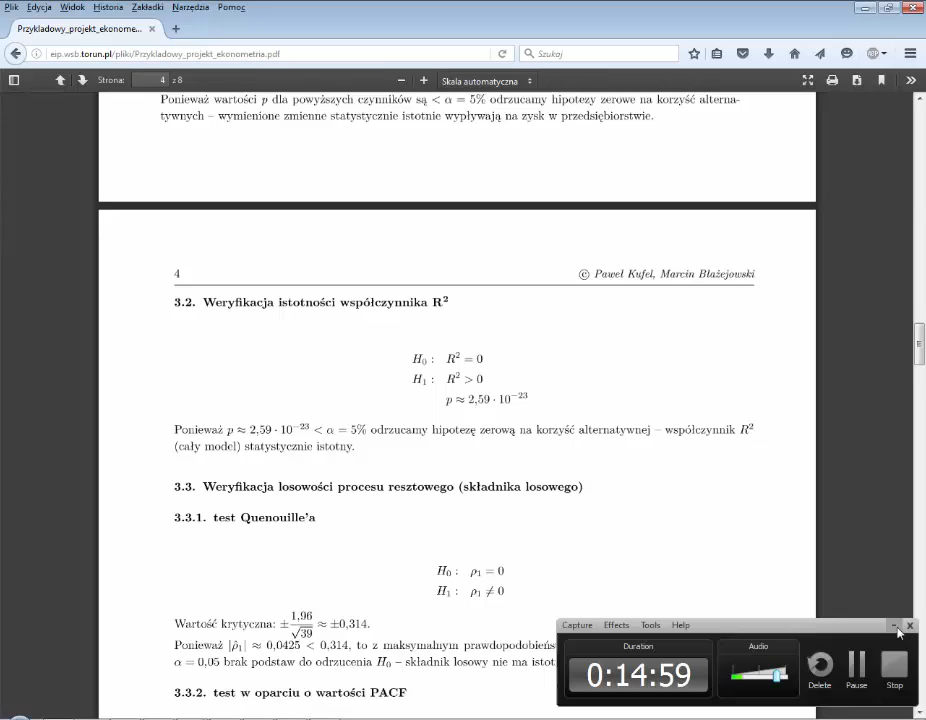 Plik Edycja Widok Historia Zakładki Narzędzia Pomoc
Przykladowy_projekt_ekonome...
eip.wsb.torun.pl/pliki/Przykladowy_projekt_ekonometria.pdf
Szukaj
Strona: 4 z 8
Skala automatyczna
Ponieważ wartości p dla powyższych czynników są < α = 5% odrzucamy hipotezy zerowe na korzyść alterna-
tywnych – wymienione zmienne statystycznie istotnie wypływają na zysk w przedsiębiorstwie.
4 © Paweł Kufel, Marcin Błażejowski
3.2. Weryfikacja istotności współczynnika R²
H₀ : R² = 0
H₁ : R² > 0
p ≈ 2,59 · 10⁻²³
Ponieważ p ≈ 2,59 · 10⁻²³ < α = 5% odrzucamy hipotezę zerową na korzyść alternatywnej – współczynnik R²
(cały model) statystycznie istotny.
3.3. Weryfikacja losowości procesu resztowego (składnika losowego)
3.3.1. test Quenouille'a
H₀ : ρ₁ = 0
H₁ : ρ₁ ≠ 0
Wartość krytyczna: ± 1,96/√39 ≈ ±0,314.
Ponieważ |ρ̂₁| ≈ 0,0425 < 0,314, to z maksymalnym prawdopodobieńs
α = 0,05 brak podstaw do odrzucenia H₀ – składnik losowy nie ma istot
3.3.2. test w oparciu o wartości PACF
Capture Effects Tools Help
Duration
0:14:59
Audio
Delete Pause Stop